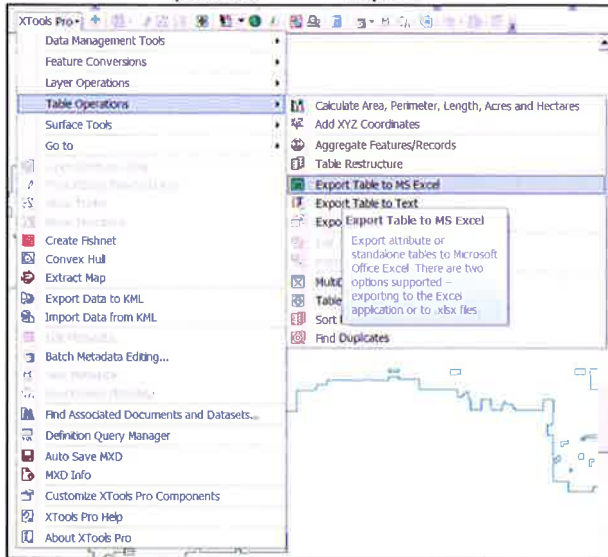 XTools Pro
Data Management Tools
Feature Conversions
Layer Operations
Table Operations
Surface Tools
Go to
Create Fishnet
Convex Hull
Extract Map
Export Data to KML
Import Data from KML
Batch Metadata Editing...
Find Associated Documents and Datasets...
Definition Query Manager
Auto Save MXD
MXD Info
Customize XTools Pro Components
XTools Pro Help
About XTools Pro
Calculate Area, Perimeter, Length, Acres and Hectares
Add XYZ Coordinates
Aggregate Features/Records
Table Restructure
Export Table to MS Excel
Export Table to Text
Expo
Export Table to MS Excel
Export attribute or
standalone tables to Microsoft
Office Excel. There are two
options supported –
exporting to the Excel
application or to .xlsx files
Table
Sort
Find Duplicates